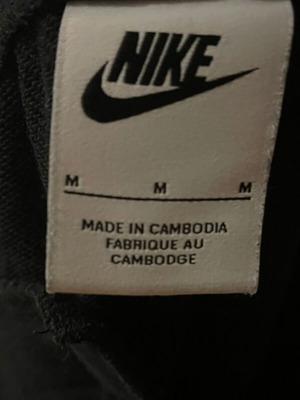 NIKE
M M M
MADE IN CAMBODIA
FABRIQUE AU
CAMBODGE